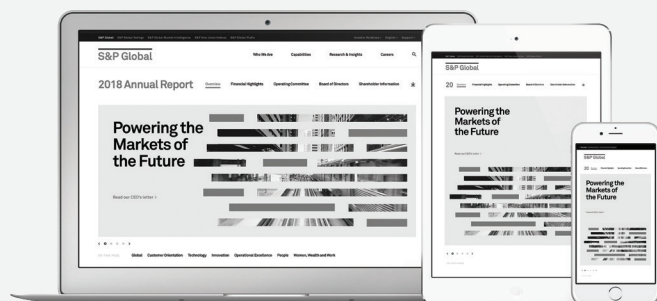 S&P Global
Who We Are Capabilities Research & Insights Careers
2018 Annual Report Overview Financial Highlights Operating Committee Board of Directors Shareholder Information
Powering the
Markets of
the Future
Read our CEO's letter >
Global Customer Orientation Technology Innovation Operational Excellence People Women, Wealth and Work
S&P Global
20
Powering the
Markets of
the Future
S&P Global
Powering the
Markets of
the Future